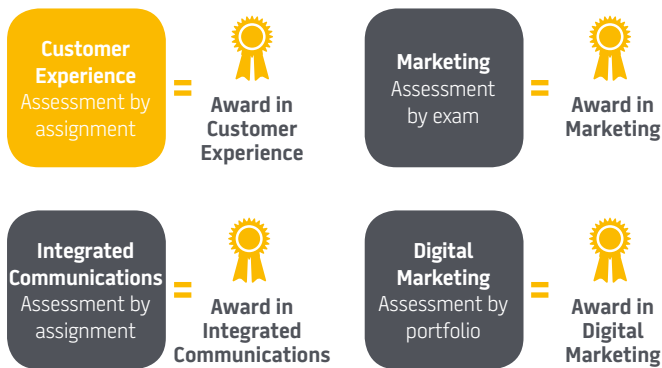 Customer
Experience
Assessment by
assignment
=
Award in
Customer
Experience
Marketing
Assessment
by exam
=
Award in
Marketing
Integrated
Communications
Assessment by
assignment
=
Award in
Integrated
Communications
Digital
Marketing
Assessment by
portfolio
=
Award in
Digital
Marketing